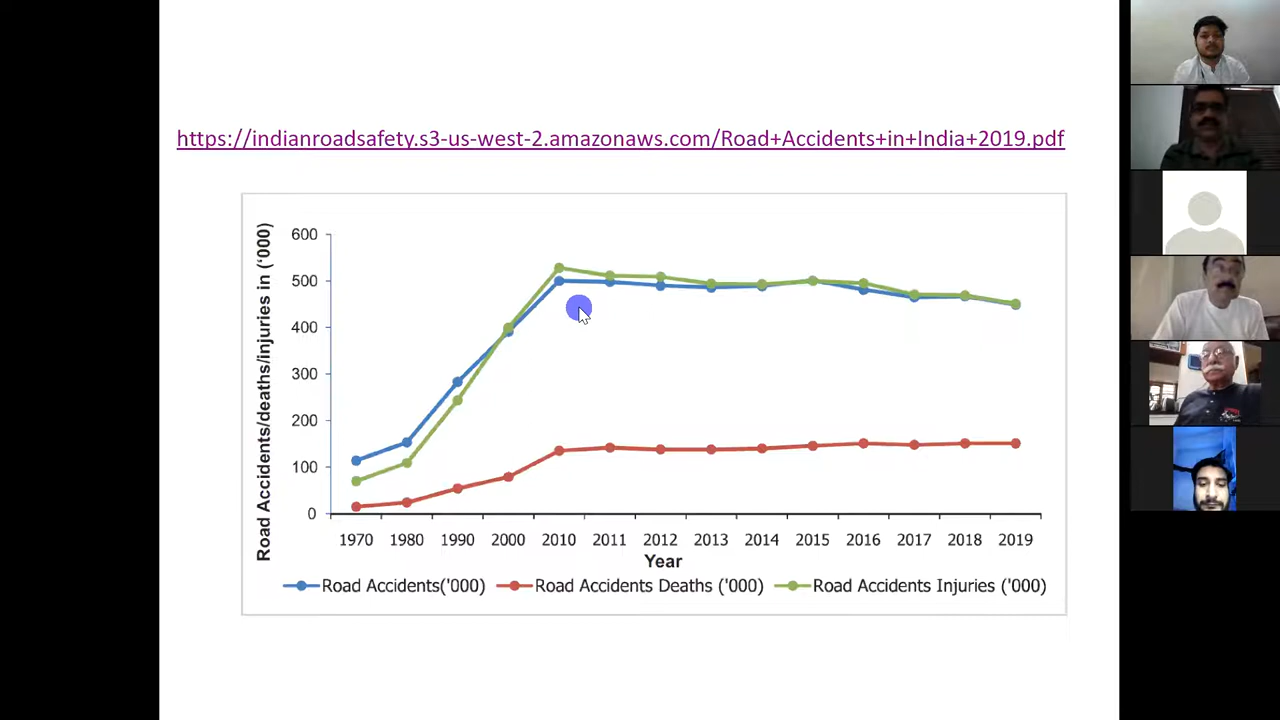 https://indianroadsafety.s3-us-west-2.amazonaws.com/Road+Accidents+in+India+2019.pdf
Road Accidents/deaths/injuries in ('000)
600
500
400
300
200
100
0
1970 1980 1990 2000 2010 2011 2012 2013 2014 2015 2016 2017 2018 2019
Year
Road Accidents('000) Road Accidents Deaths ('000) Road Accidents Injuries ('000)